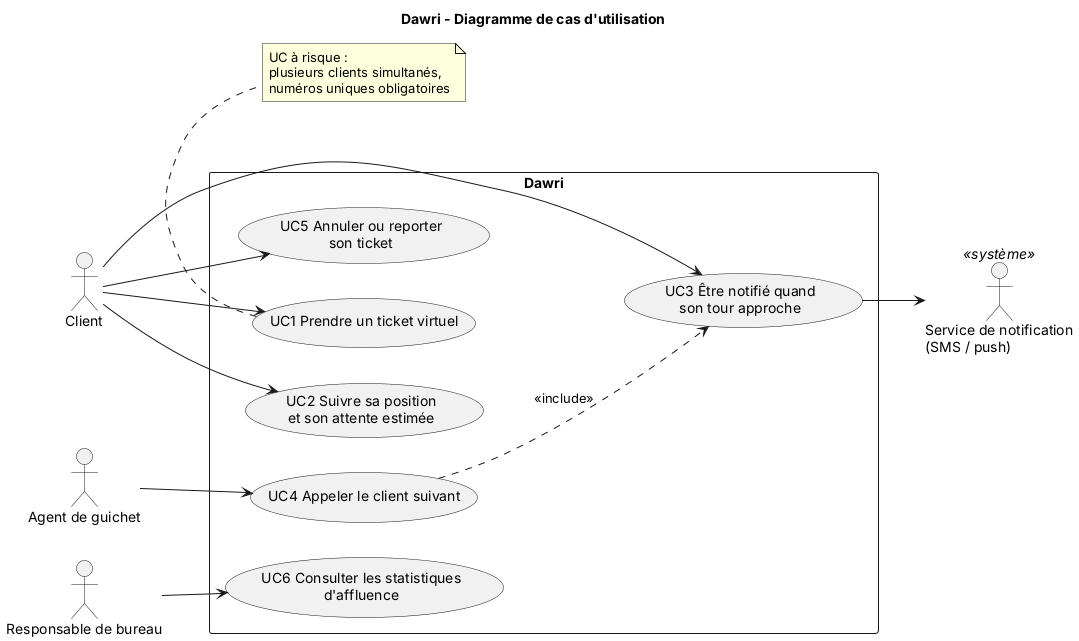 Dawri - Diagramme de cas d'utilisation
UC à risque :
plusieurs clients simultanés,
numéros uniques obligatoires
Dawri
UC5 Annuler ou reporter
son ticket
«système»
UC3 Être notifié quand
son tour approche
Client
UC1 Prendre un ticket virtuel
Service de notification
(SMS / push)
UC2 Suivre sa position
et son attente estimée
«include»
UC4 Appeler le client suivant
Agent de guichet
UC6 Consulter les statistiques
d'affluence
Responsable de bureau